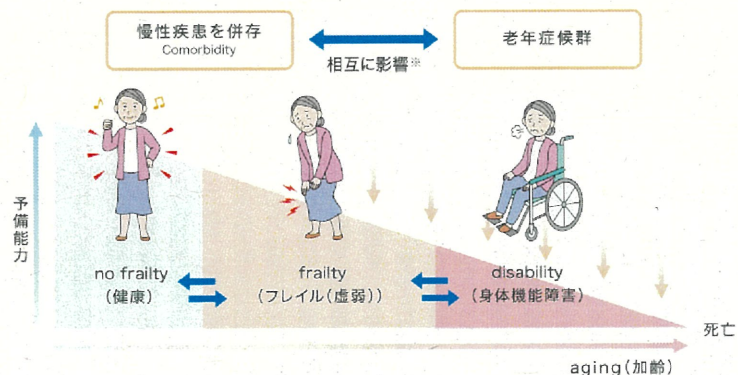 慢性疾患を併存
Comorbidity
相互に影響※
老年症候群
予備能力
no frailty
(健康)
frailty
(フレイル(虚弱))
disability
(身体機能障害)
死亡
aging(加齢)